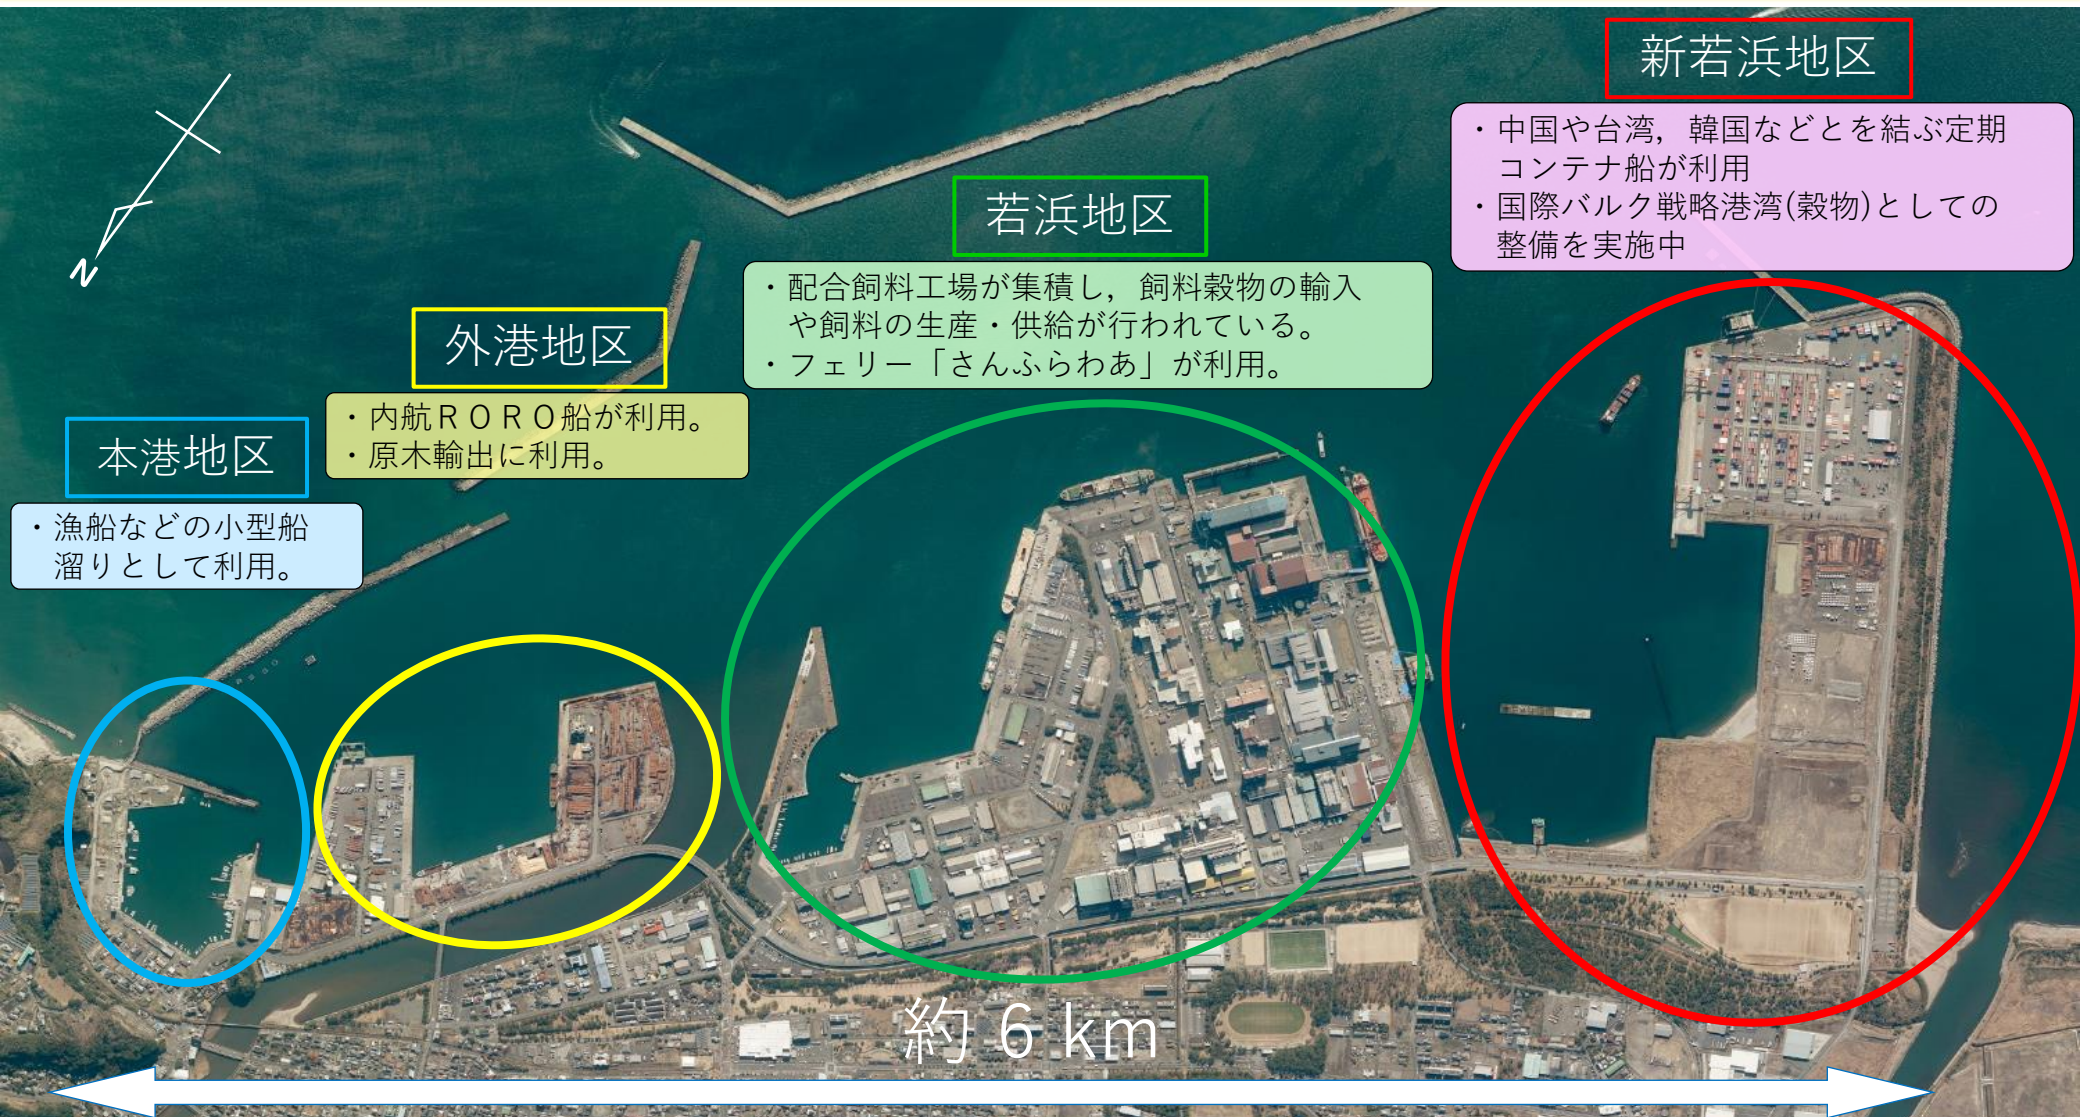 新若浜地区
・中国や台湾，韓国などとを結ぶ定期
コンテナ船が利用
・国際バルク戦略港湾(穀物)としての
整備を実施中
若浜地区
・配合飼料工場が集積し，飼料穀物の輸入
や飼料の生産・供給が行われている。
・フェリー「さんふらわあ」が利用。
外港地区
・内航ＲＯＲＯ船が利用。
・原木輸出に利用。
本港地区
・漁船などの小型船
溜りとして利用。
N
約 6 km